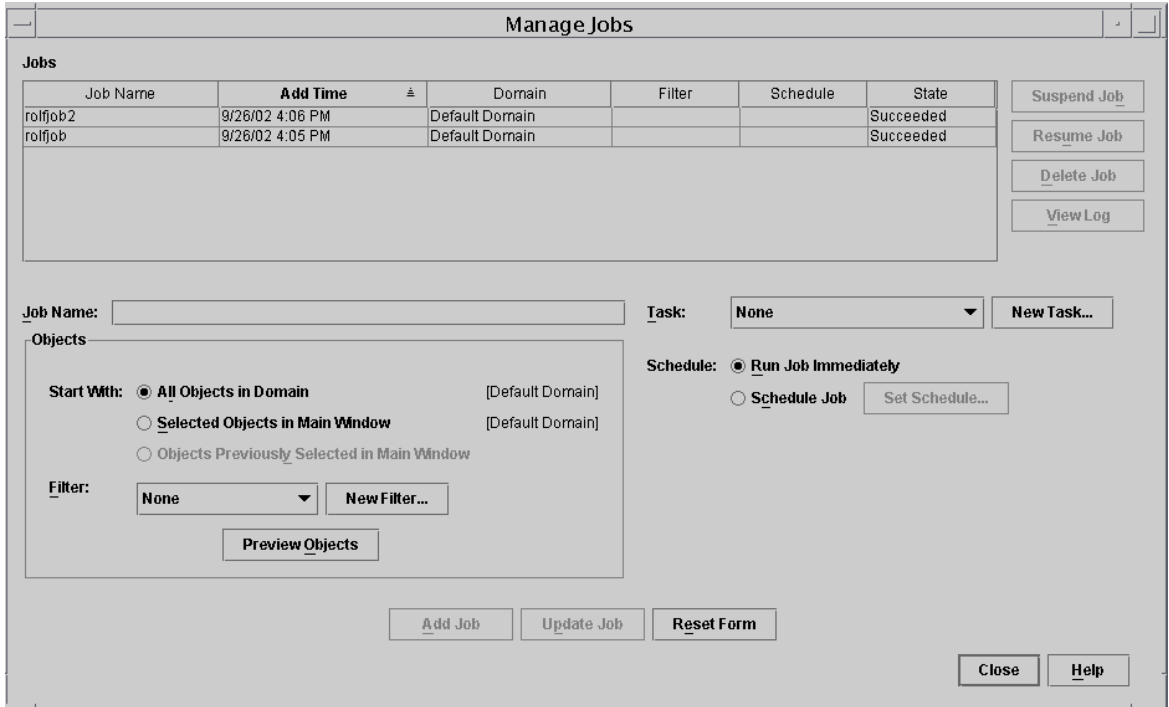 Manage Jobs
Jobs
Job Name Add Time Domain Filter Schedule State
rolfjob2 9/26/02 4:06 PM Default Domain Succeeded
rolfjob 9/26/02 4:05 PM Default Domain Succeeded
Suspend Job
Resume Job
Delete Job
View Log
Job Name:
Task: None New Task...
Objects
Start With: All Objects in Domain [Default Domain]
Selected Objects in Main Window [Default Domain]
Objects Previously Selected in Main Window
Filter: None New Filter...
Preview Objects
Schedule: Run Job Immediately
Schedule Job Set Schedule...
Add Job Update Job Reset Form
Close Help